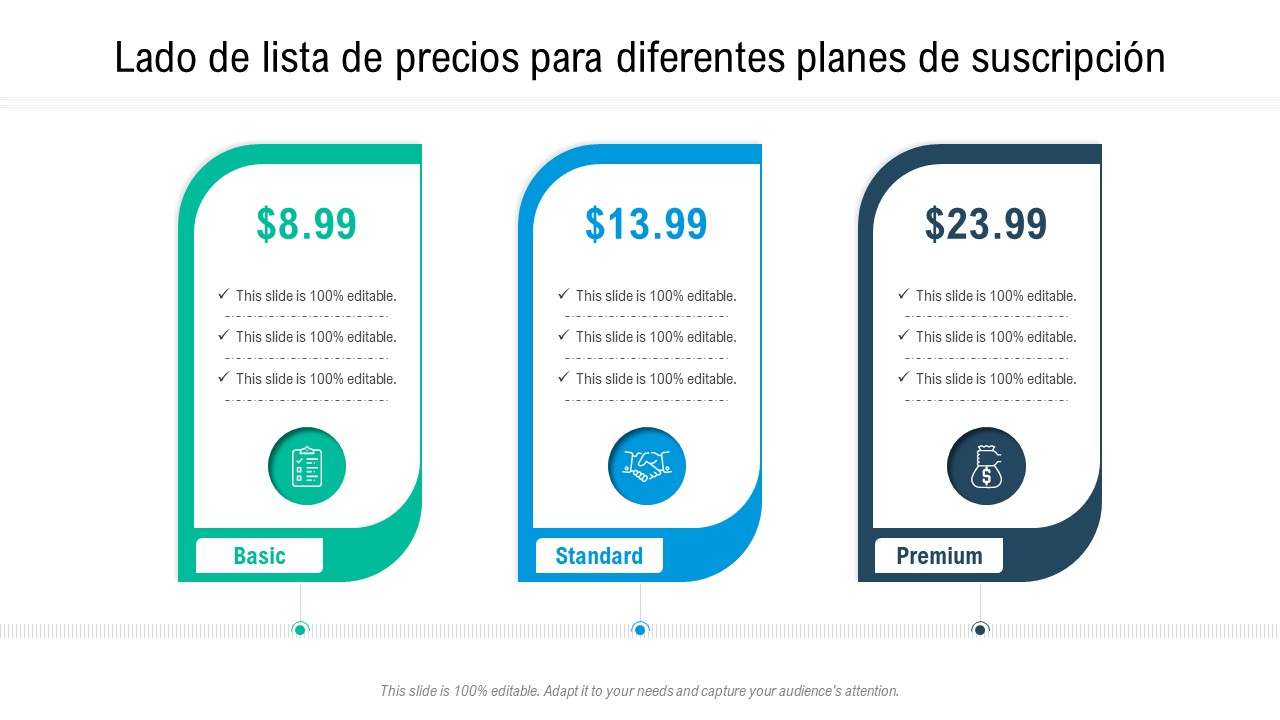 Lado de lista de precios para diferentes planes de suscripción
$8.99
✓ This slide is 100% editable.
✓ This slide is 100% editable.
✓ This slide is 100% editable.
Basic
$13.99
✓ This slide is 100% editable.
✓ This slide is 100% editable.
✓ This slide is 100% editable.
Standard
$23.99
✓ This slide is 100% editable.
✓ This slide is 100% editable.
✓ This slide is 100% editable.
$
Premium
This slide is 100% editable. Adapt it to your needs and capture your audience's attention.